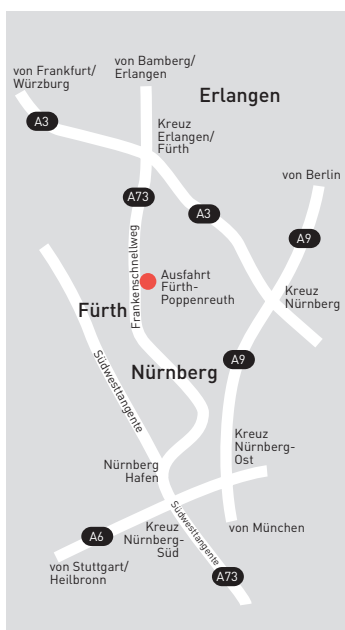 von Bamberg/
Erlangen
von Frankfurt/
Würzburg
Erlangen
A3
Kreuz
Erlangen/
Fürth
von Berlin
A73
A3
A9
Frankenschnellweg
Ausfahrt
Fürth-
Poppenreuth
Kreuz
Nürnberg
Fürth
Südwesttangente
A9
Nürnberg
Kreuz
Nürnberg-
Ost
Nürnberg
Hafen
Südwesttangente
A6
Kreuz
Nürnberg-
Süd
von München
von Stuttgart/
Heilbronn
A73